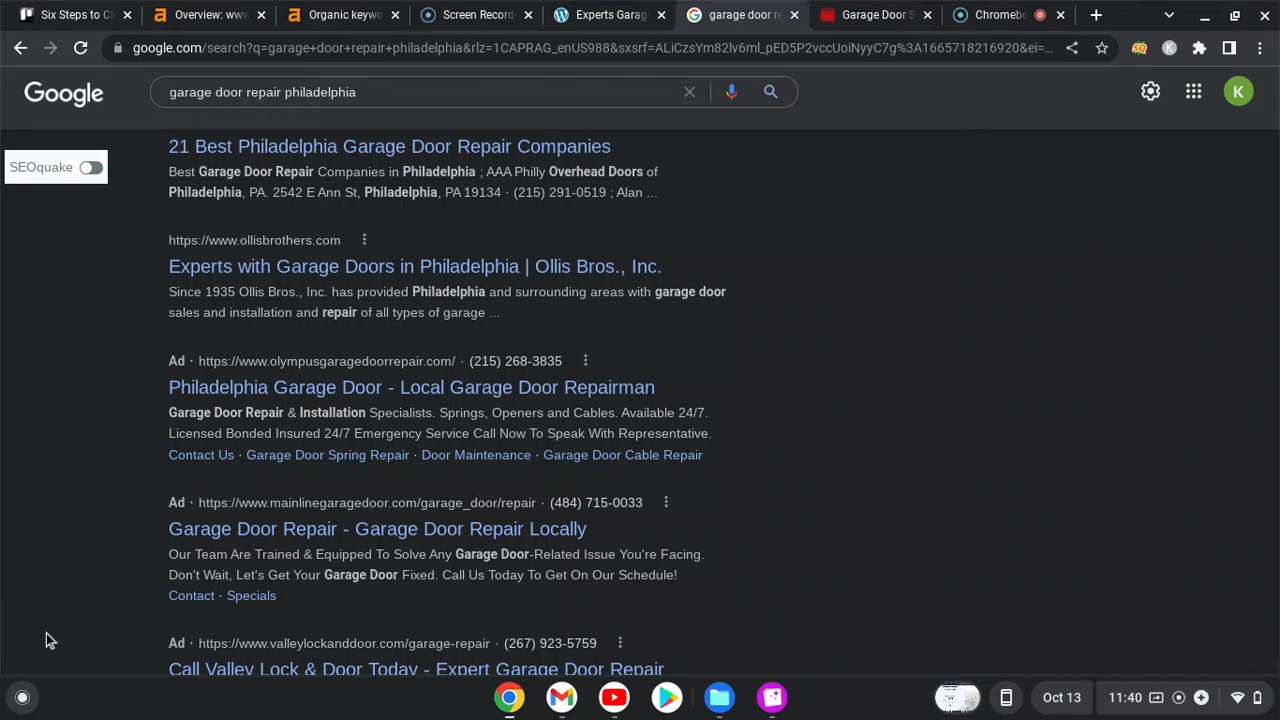 Six Steps to Cl
Overview: ww
Organic keywo
Screen Record
Experts Garag
garage door re
Garage Door S
Chromeb
google.com/search?q=garage+door+repair+philadelphia&rlz=1CAPRAG_enUS988&sxsrf=ALiCzsYm82lv6ml_pED5P2vccUoiNyyC7g%3A1665718216920&ei=...
Google
garage door repair philadelphia
K
SEOquake
21 Best Philadelphia Garage Door Repair Companies
Best Garage Door Repair Companies in Philadelphia ; AAA Philly Overhead Doors of
Philadelphia, PA. 2542 E Ann St, Philadelphia, PA 19134 · (215) 291-0519 ; Alan ...
https://www.ollisbrothers.com
Experts with Garage Doors in Philadelphia | Ollis Bros., Inc.
Since 1935 Ollis Bros., Inc. has provided Philadelphia and surrounding areas with garage door
sales and installation and repair of all types of garage ...
Ad · https://www.olympusgaragedoorrepair.com/ · (215) 268-3835
Philadelphia Garage Door - Local Garage Door Repairman
Garage Door Repair & Installation Specialists. Springs, Openers and Cables. Available 24/7.
Licensed Bonded Insured 24/7 Emergency Service Call Now To Speak With Representative.
Contact Us · Garage Door Spring Repair · Door Maintenance · Garage Door Cable Repair
Ad · https://www.mainlinegaragedoor.com/garage_door/repair · (484) 715-0033
Garage Door Repair - Garage Door Repair Locally
Our Team Are Trained & Equipped To Solve Any Garage Door-Related Issue You're Facing.
Don't Wait, Let's Get Your Garage Door Fixed. Call Us Today To Get On Our Schedule!
Contact · Specials
Ad · https://www.valleylockanddoor.com/garage-repair · (267) 923-5759
Call Valley Lock & Door Today - Expert Garage Door Repair
Oct 13
11:40